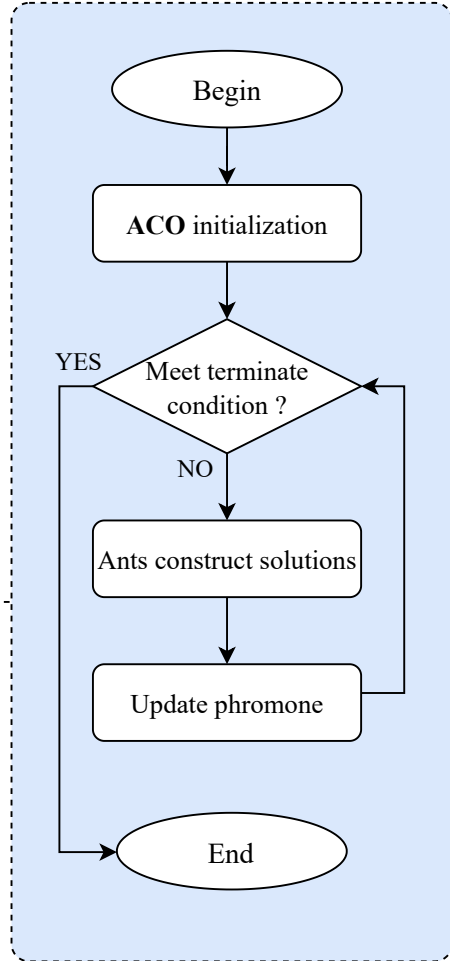 Begin
ACO initialization
YES
Meet terminate
condition ?
NO
Ants construct solutions
Update phromone
End